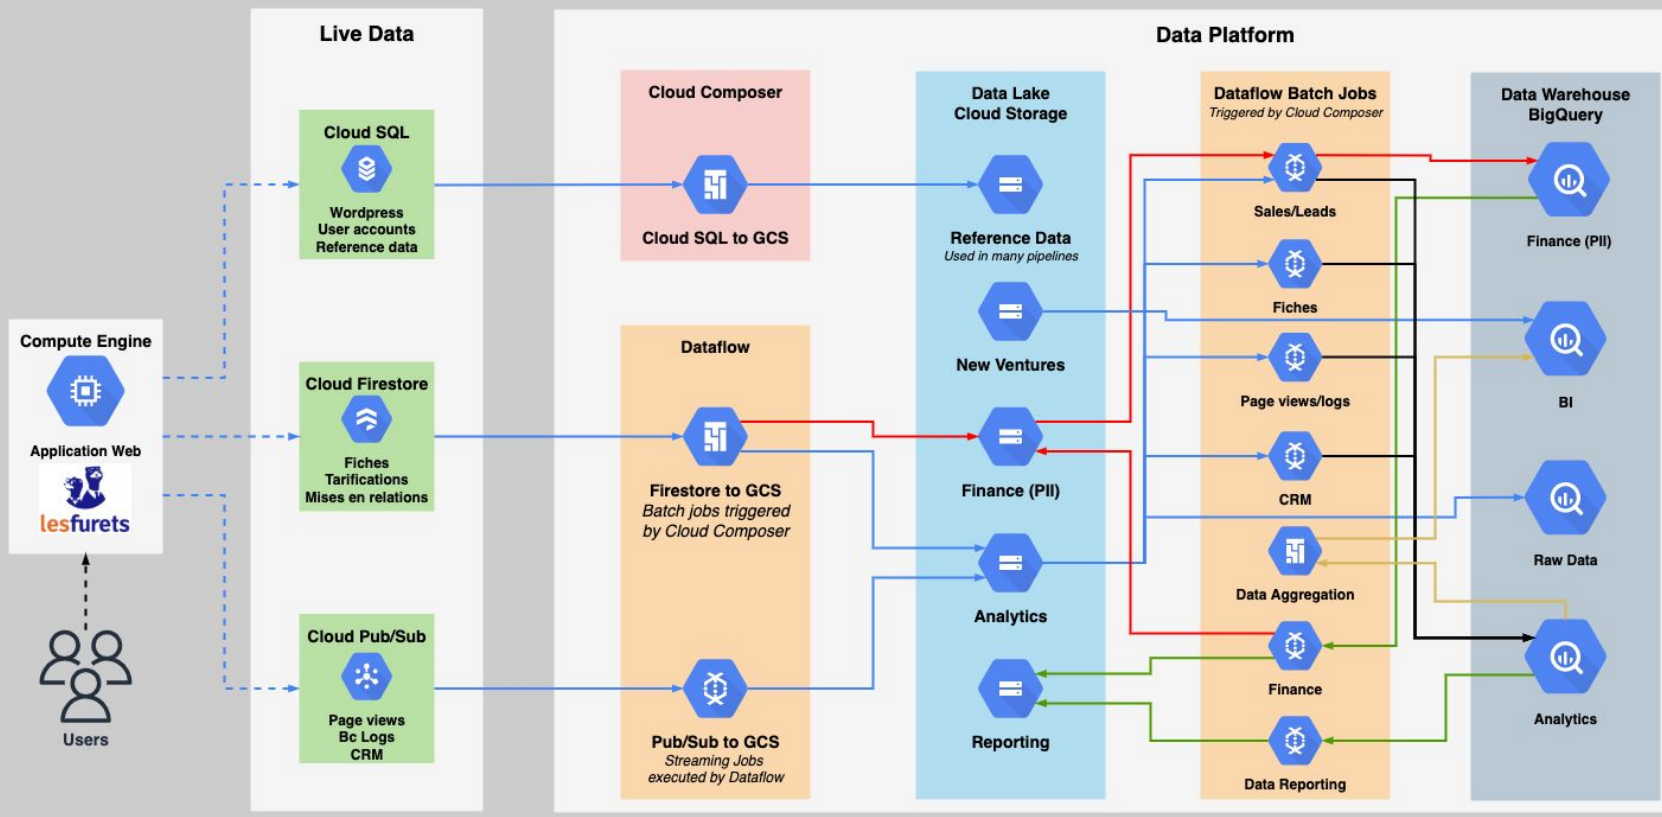 Live Data
Data Platform
Compute Engine
Application Web
lesfurets
Users
Cloud SQL
Wordpress
User accounts
Reference data
Cloud Firestore
Fiches
Tarifications
Mises en relations
Cloud Pub/Sub
Page views
Bc Logs
CRM
Cloud Composer
Cloud SQL to GCS
Dataflow
Firestore to GCS
Batch jobs triggered
by Cloud Composer
Pub/Sub to GCS
Streaming Jobs
executed by Dataflow
Data Lake
Cloud Storage
Reference Data
Used in many pipelines
New Ventures
Finance (PII)
Analytics
Reporting
Dataflow Batch Jobs
Triggered by Cloud Composer
Sales/Leads
Fiches
Page views/logs
CRM
Data Aggregation
Finance
Data Reporting
Data Warehouse
BigQuery
Finance (PII)
BI
Raw Data
Analytics